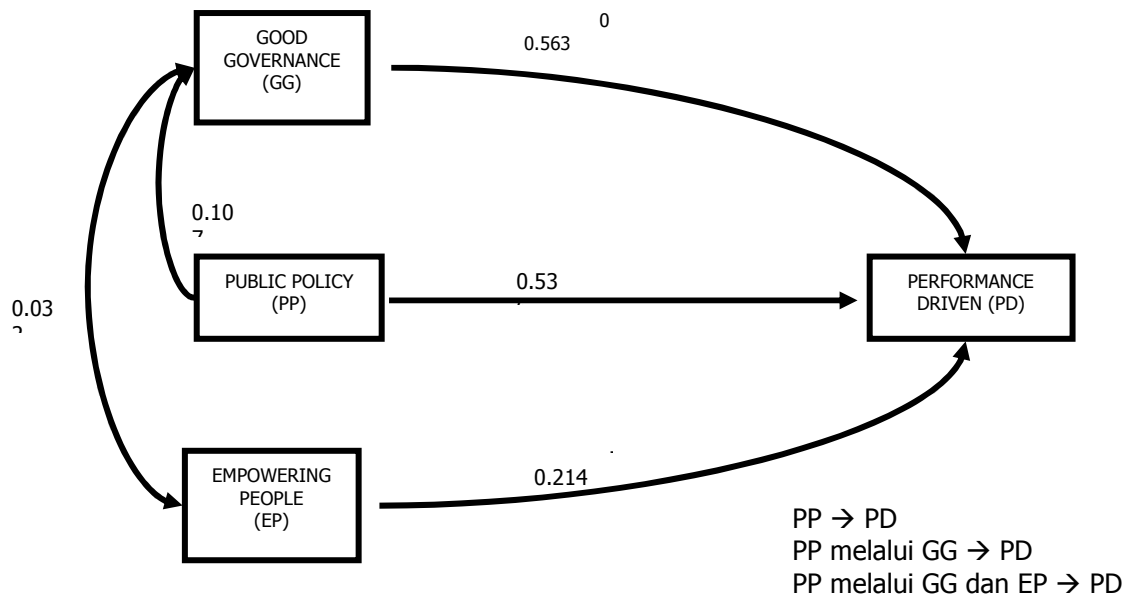 GOOD
GOVERNANCE
(GG)
0
0.563
0.10
PUBLIC POLICY
(PP)
0.53
PERFORMANCE
DRIVEN (PD)
0.03
EMPOWERING
PEOPLE
(EP)
0.214
PP → PD
PP melalui GG → PD
PP melalui GG dan EP → PD